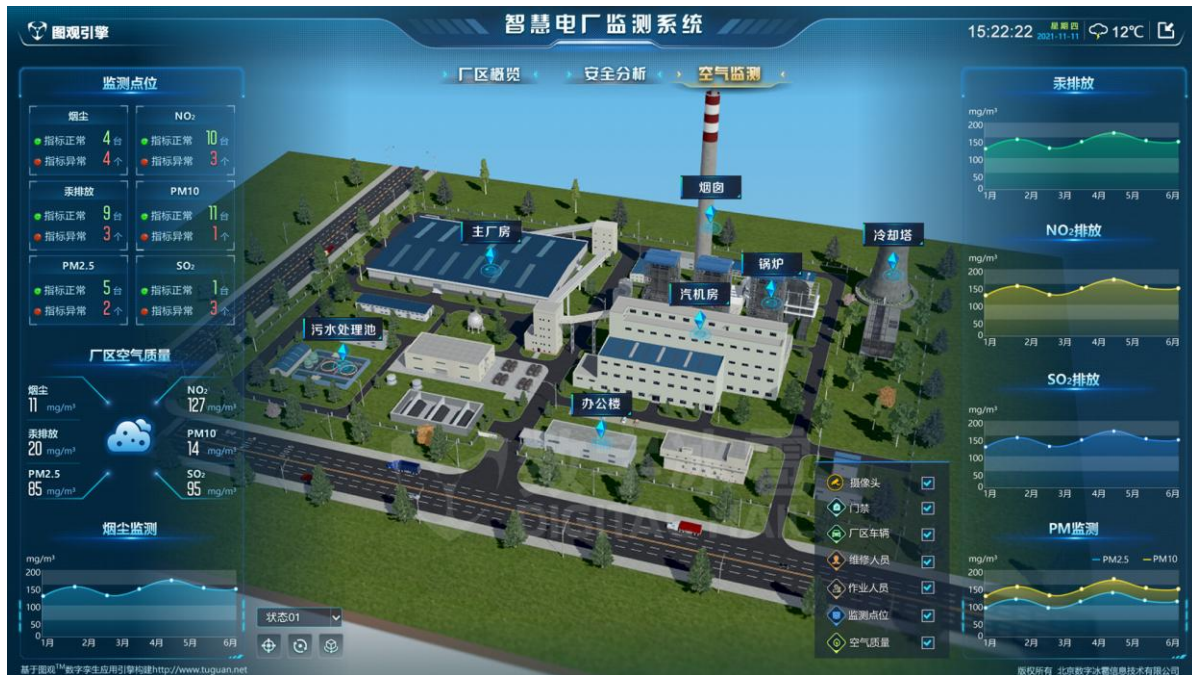 图观引擎
智慧电厂监测系统
15:22:22 星期四 2021-11-11 12℃
厂区概览 安全分析 空气监测
监测点位
烟尘
指标正常 4 台
指标异常 4 个
NO₂
指标正常 10 台
指标异常 3 个
汞排放
指标正常 9 台
指标异常 3 个
PM10
指标正常 11 台
指标异常 1 个
PM2.5
指标正常 5 台
指标异常 2 个
SO₂
指标正常 1 台
指标异常 3 个
厂区空气质量
烟尘
11 mg/m³
NO₂
127 mg/m³
汞排放
20 mg/m³
PM10
14 mg/m³
PM2.5
85 mg/m³
SO₂
95 mg/m³
烟尘监测
mg/m³
200
150
100
50
0
1月 2月 3月 4月 5月 6月
烟囱
主厂房
冷却塔
锅炉
汽机房
污水处理池
办公楼
DIGITAL HAIL
状态01
摄像头
门禁
厂区车辆
维修人员
作业人员
监测点位
空气质量
汞排放
mg/m³
200
150
100
50
0
1月 2月 3月 4月 5月 6月
NO₂排放
mg/m³
200
150
100
50
0
1月 2月 3月 4月 5月 6月
SO₂排放
mg/m³
200
150
100
50
0
1月 2月 3月 4月 5月 6月
PM监测
mg/m³ PM2.5 PM10
200
150
100
50
0
1月 2月 3月 4月 5月 6月
基于图观™数字孪生应用引擎构建http://www.tuguan.net
版权所有 北京数字冰雹信息技术有限公司